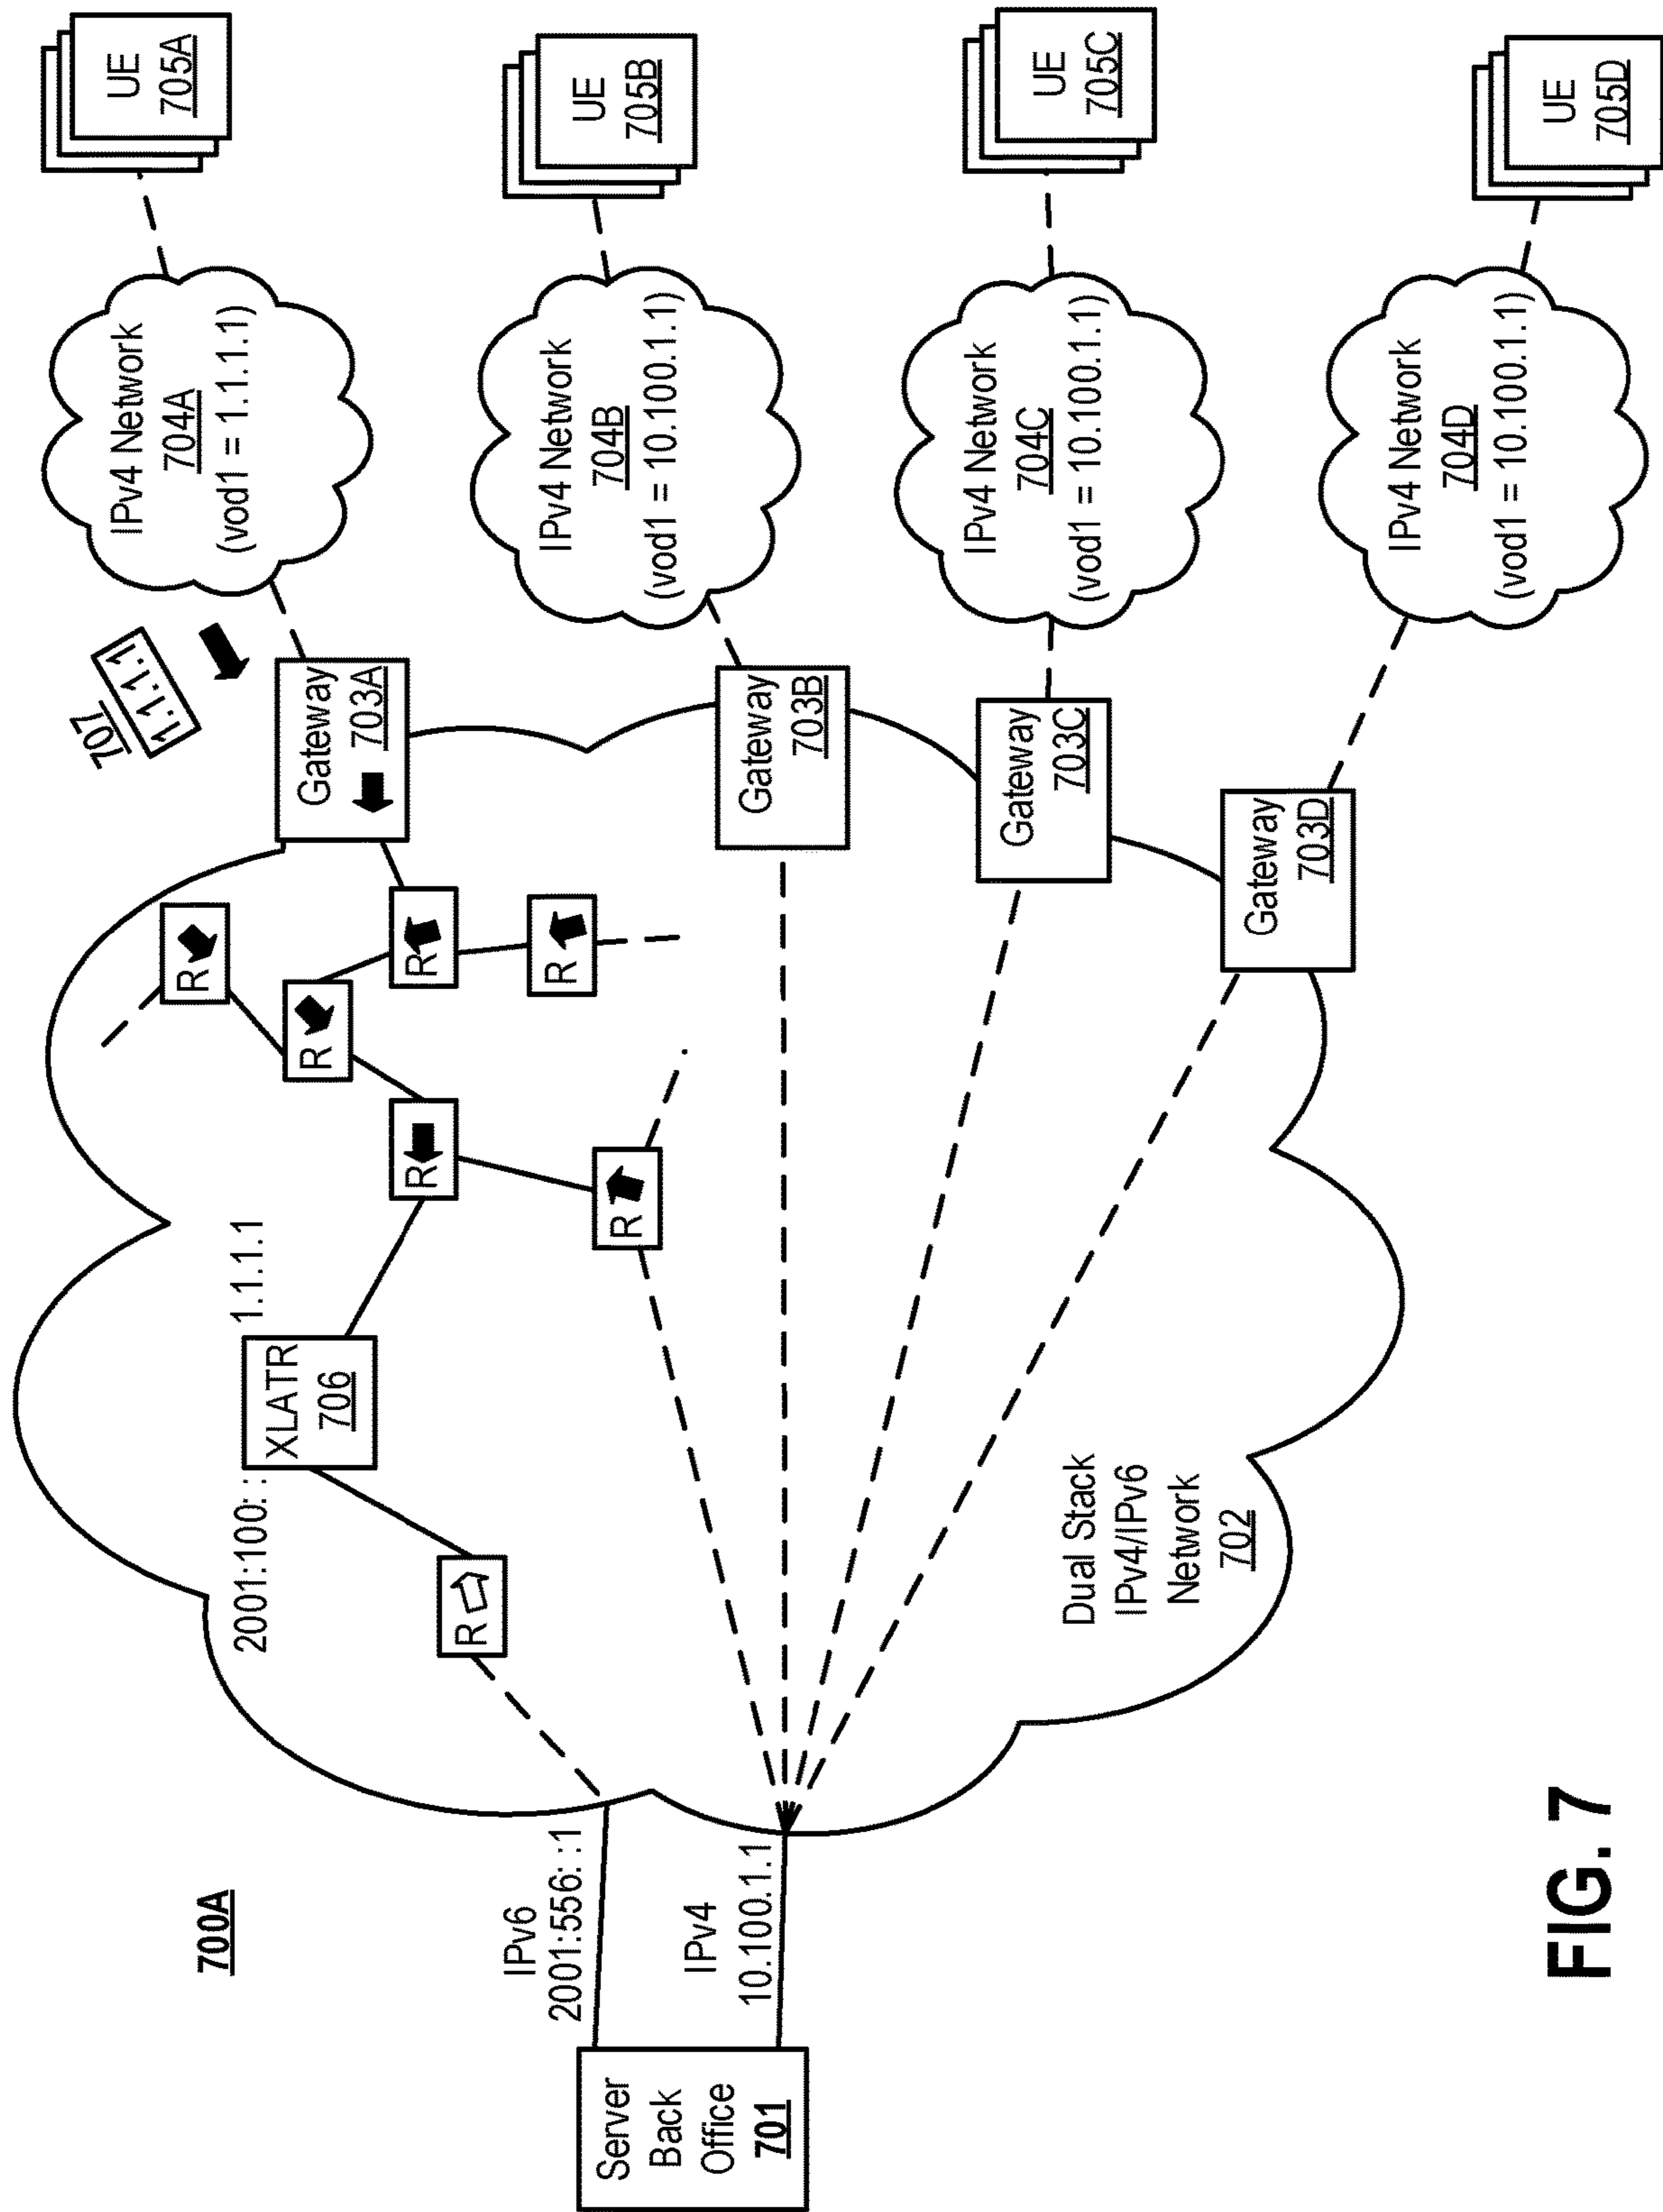 700A
Server
Back
Office
701
IPv6
2001:556: :1
IPv4
10.100.1.1
2001:100: :
XLATR
706
1.1.1.1
R
R
R
R
R
R
R
Dual Stack
IPv4/IPv6
Network
702
707
1.1.1.1
Gateway
703A
Gateway
703B
Gateway
703C
Gateway
703D
IPv4 Network
704A
(vod1 = 1.1.1.1)
IPv4 Network
704B
(vod1 = 10.100.1.1)
IPv4 Network
704C
(vod1 = 10.100.1.1)
IPv4 Network
704D
(vod1 = 10.100.1.1)
UE
705A
UE
705B
UE
705C
UE
705D
FIG. 7